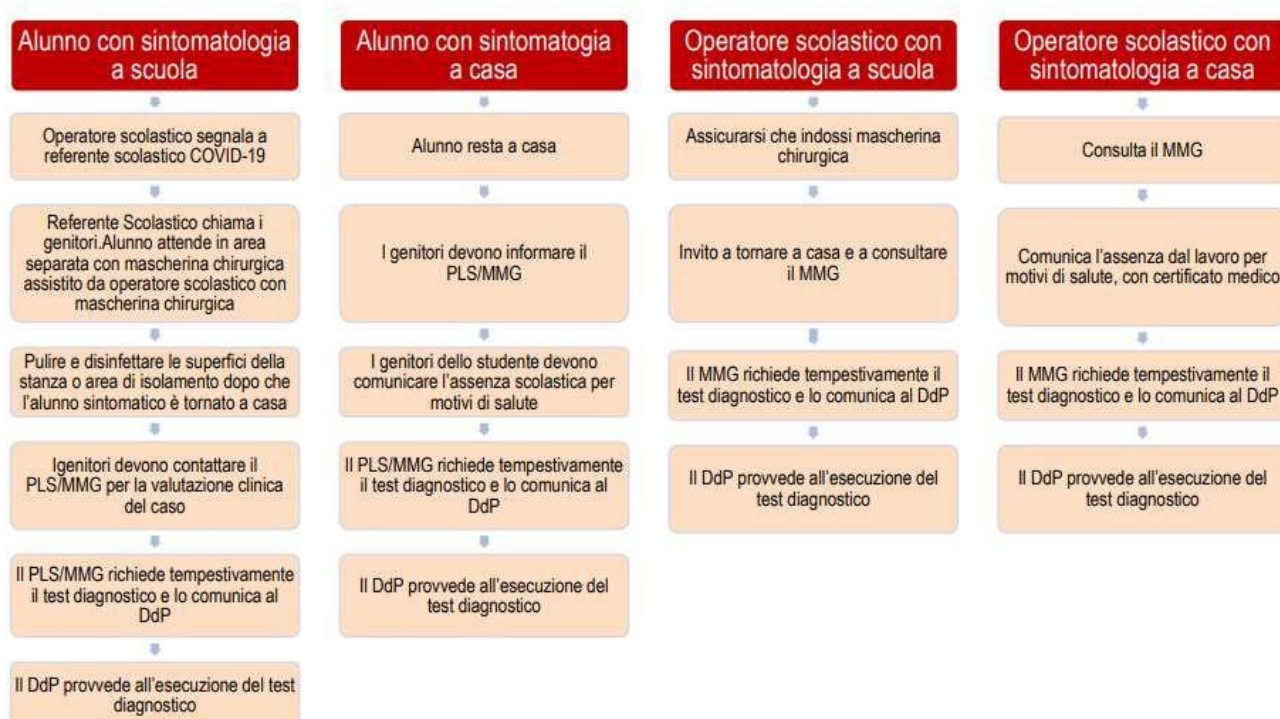 Alunno con sintomatologia
a scuola
Operatore scolastico segnala a
referente scolastico COVID-19
Referente Scolastico chiama i
genitori.Alunno attende in area
separata con mascherina chirurgica
assistito da operatore scolastico con
mascherina chirurgica
Pulire e disinfettare le superfici della
stanza o area di isolamento dopo che
l'alunno sintomatico è tornato a casa
Igenitori devono contattare il
PLS/MMG per la valutazione clinica
del caso
Il PLS/MMG richiede tempestivamente
il test diagnostico e lo comunica al
DdP
Il DdP provvede all'esecuzione del test
diagnostico
Alunno con sintomatogia
a casa
Alunno resta a casa
I genitori devono informare il
PLS/MMG
I genitori dello studente devono
comunicare l'assenza scolastica per
motivi di salute
Il PLS/MMG richiede tempestivamente
il test diagnostico e lo comunica al
DdP
Il DdP provvede all'esecuzione del
test diagnostico
Operatore scolastico con
sintomatologia a scuola
Assicurarsi che indossi mascherina
chirurgica
Invito a tornare a casa e a consultare
il MMG
Il MMG richiede tempestivamente il
test diagnostico e lo comunica al DdP
Il DdP provvede all'esecuzione del
test diagnostico
Operatore scolastico con
sintomatologia a casa
Consulta il MMG
Comunica l'assenza dal lavoro per
motivi di salute, con certificato medico
Il MMG richiede tempestivamente il
test diagnostico e lo comunica al DdP
Il DdP provvede all'esecuzione del
test diagnostico